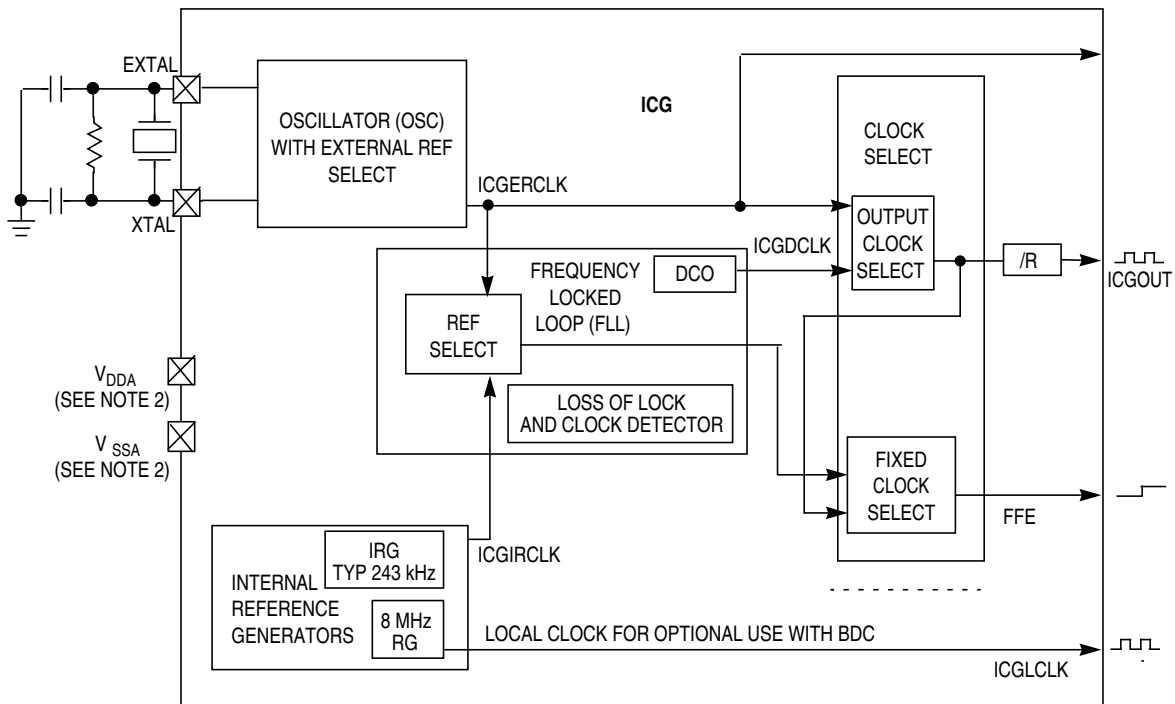 EXTAL
XTAL
OSCILLATOR (OSC)
WITH EXTERNAL REF
SELECT
ICG
CLOCK
SELECT
ICGERCLK
OUTPUT
CLOCK
SELECT
ICGDCLK
/R
ICGOUT
FREQUENCY
LOCKED
LOOP (FLL)
DCO
REF
SELECT
LOSS OF LOCK
AND CLOCK DETECTOR
VDDA
(SEE NOTE 2)
V SSA
(SEE NOTE 2)
FIXED
CLOCK
SELECT
FFE
ICGIRCLK
IRG
TYP 243 kHz
INTERNAL
REFERENCE
GENERATORS
8 MHz
RG
LOCAL CLOCK FOR OPTIONAL USE WITH BDC
ICGLCLK